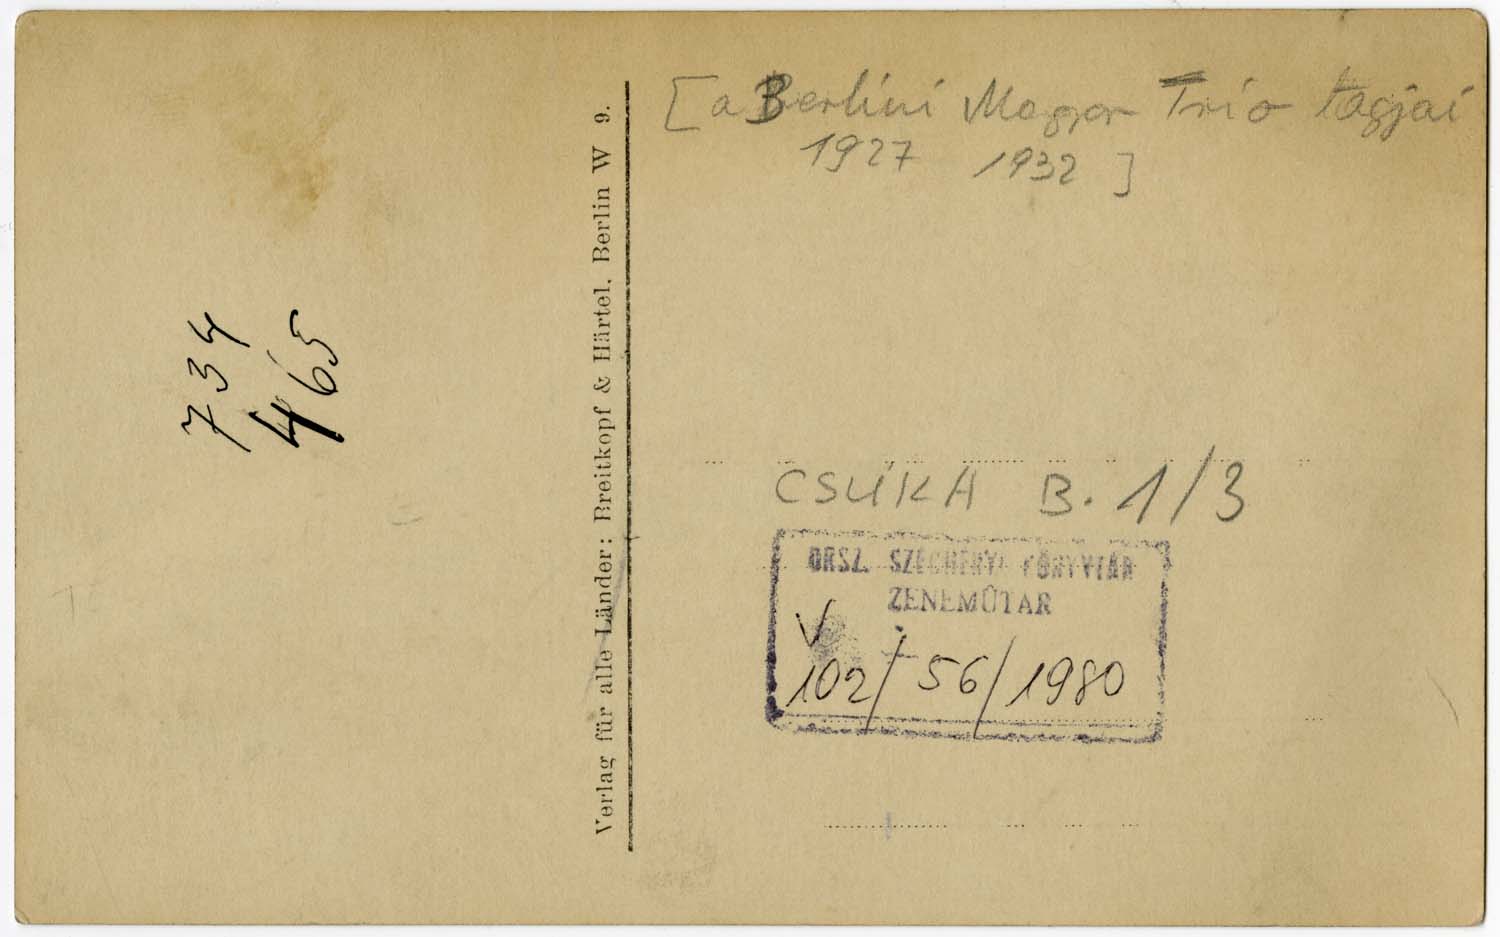 [a Berlini Magyar Trio tagjai
1927 1932]
734
465
Verlag für alle Länder: Breitkopf & Härtel, Berlin W 9.
CSUKA B. 1/3
ORSZ. SZÉCHÉNYI KÖNYVTÁR
ZENEMŰTÁR
V
102/56/1980